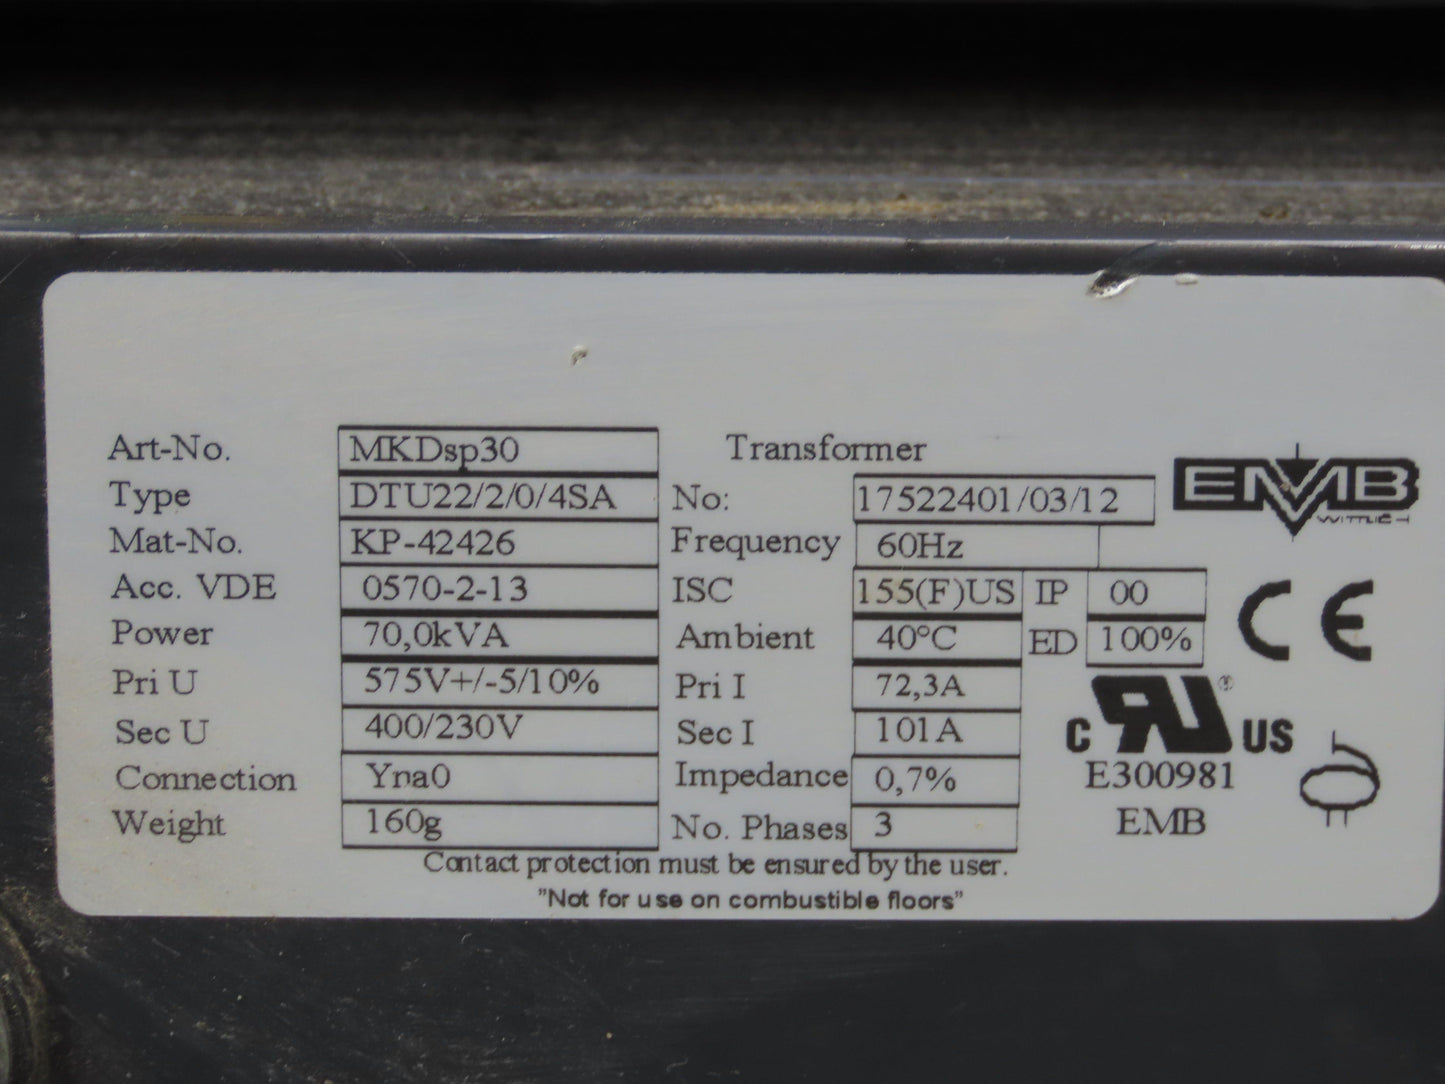 Art-No. MKDsp30 Transformer
Type DTU22/2/0/4SA No: 17522401/03/12
Mat-No. KP-42426 Frequency 60Hz
Acc. VDE 0570-2-13 ISC 155(F)US IP 00
Power 70,0kVA Ambient 40°C ED 100%
Pri U 575V+/-5/10% Pri I 72,3A
Sec U 400/230V Sec I 101A
Connection Yna0 Impedance 0,7%
Weight 160g No. Phases 3
Contact protection must be ensured by the user.
"Not for use on combustible floors"
EMB
WITTLICH
CE
C RU ® US
E300981
EMB